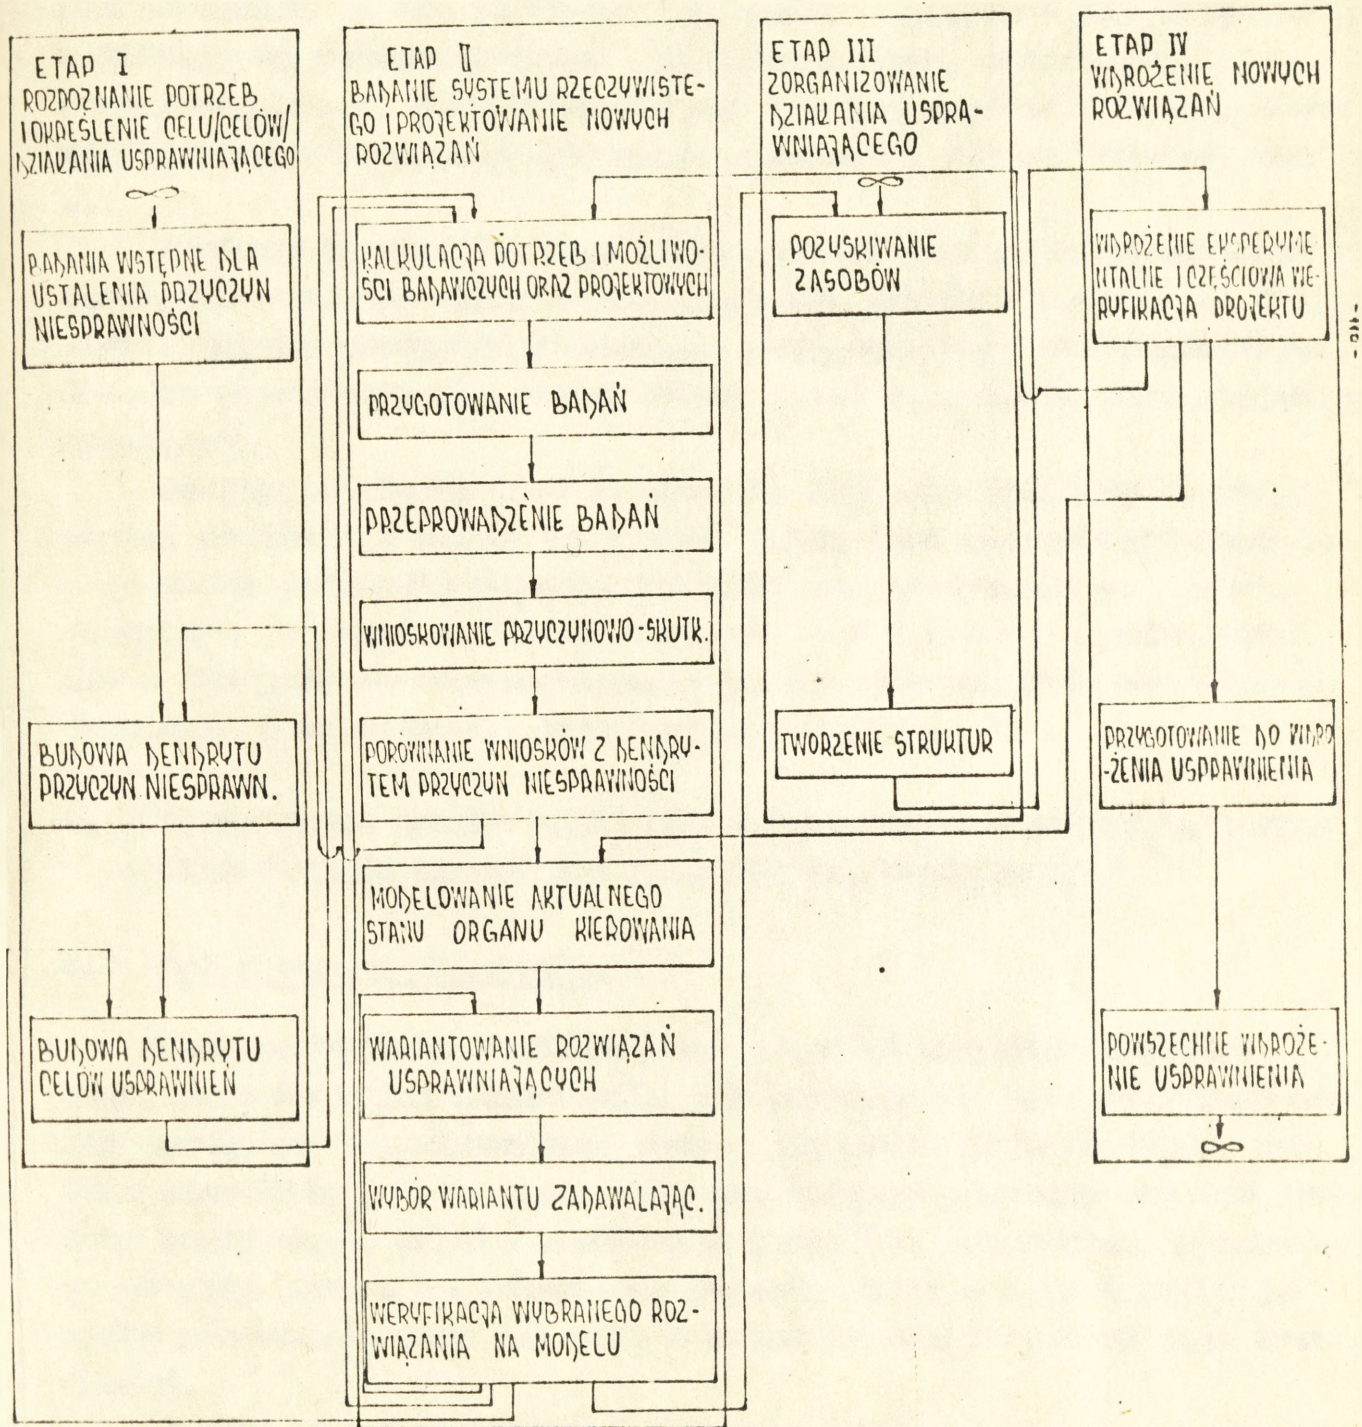 ETAP I
ROZPOZNANIE POTRZEB
I OKREŚLENIE CELU/CELÓW/
DZIAŁANIA USPRAWNIAJĄCEGO
BADANIA WSTĘPNE DLA
USTALENIA PRZYCZYN
NIESPRAWNOŚCI
BUDOWA DENDRYTU
PRZYCZYN NIESPRAWN.
BUDOWA DENDRYTU
CELÓW USPRAWNIEŃ
ETAP II
BADANIE SYSTEMU RZECZYWISTE-
GO I PROJEKTOWANIE NOWYCH
ROZWIĄZAŃ
KALKULACJA POTRZEB I MOŻLIWO-
ŚCI BADAWCZYCH ORAZ PROJEKTOWYCH
PRZYGOTOWANIE BADAŃ
PRZEPROWADZENIE BADAŃ
WNIOSKOWANIE PRZYCZYNOWO-SKUTK.
PORÓWNANIE WNIOSKÓW Z DENDRY-
TEM PRZYCZYN NIESPRAWNOŚCI
MODELOWANIE AKTUALNEGO
STANU ORGANU KIEROWANIA
WARIANTOWANIE ROZWIĄZAŃ
USPRAWNIAJĄCYCH
WYBÓR WARIANTU ZADAWALAJĄC.
WERYFIKACJA WYBRANEGO ROZ-
WIĄZANIA NA MODELU
ETAP III
ZORGANIZOWANIE
DZIAŁANIA USPRA-
WNIAJĄCEGO
POZYSKIWANIE
ZASOBÓW
TWORZENIE STRUKTUR
ETAP IV
WDROŻENIE NOWYCH
ROZWIĄZAŃ
WDROŻENIE EKSPERYME
NTALNE I CZĘŚCIOWA WE-
RYFIKACJA PROJEKTU
PRZYGOTOWANIE DO WDRO
-ŻENIA USPRAWNIENIA
POWSZECHNE WDROŻE-
NIE USPRAWNIENIA
- 110 -